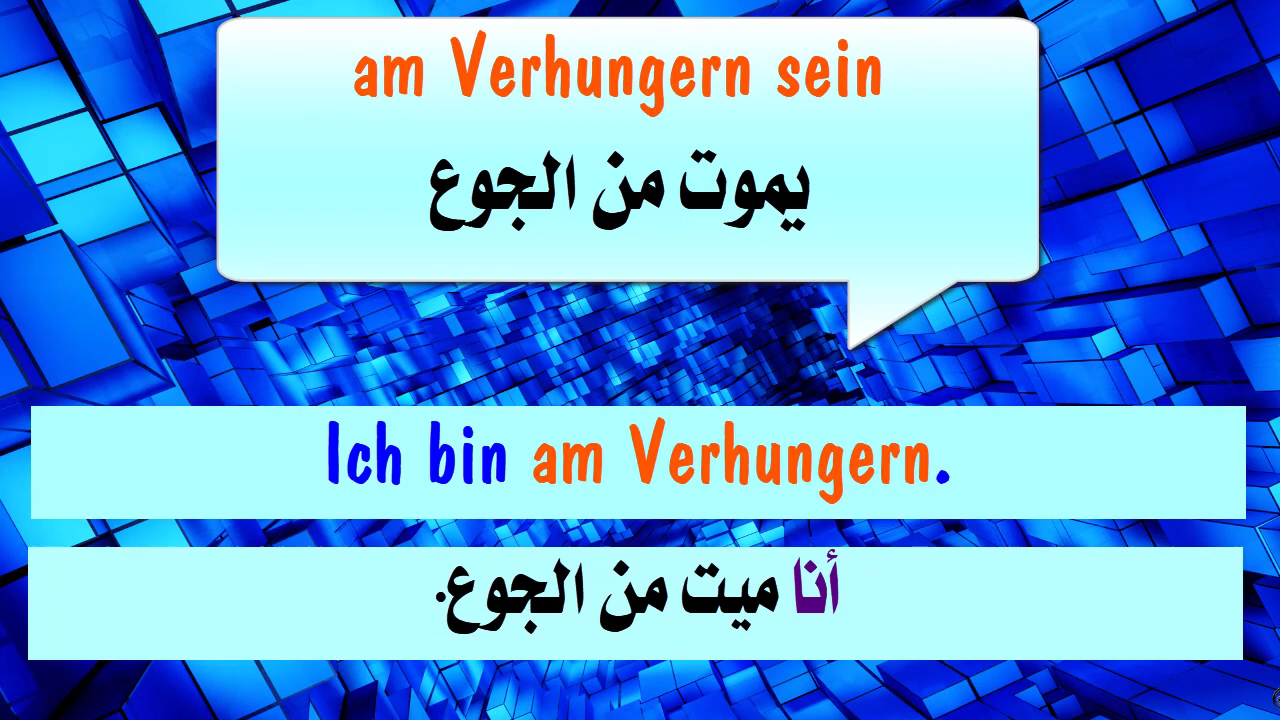 am Verhungern sein
يموت من الجوع
Ich bin am Verhungern.
أنا ميت من الجوع.